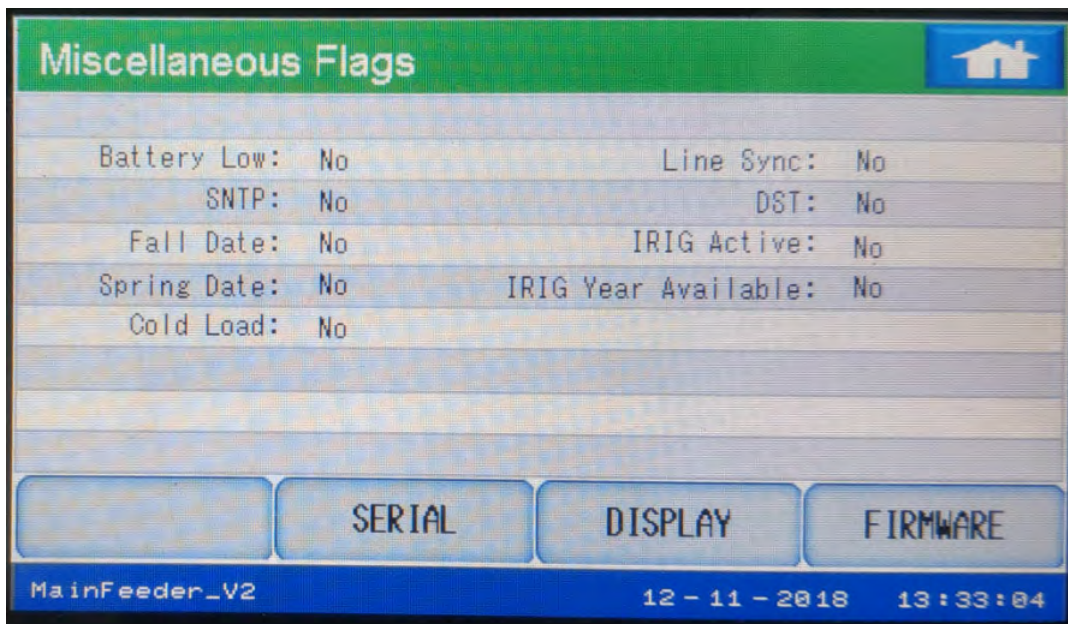 Miscellaneous Flags
Battery Low: No Line Sync: No
SNTP: No DST: No
Fall Date: No IRIG Active: No
Spring Date: No IRIG Year Available: No
Cold Load: No
SERIAL DISPLAY FIRMWARE
MainFeeder_V2 12-11-2018 13:33:04